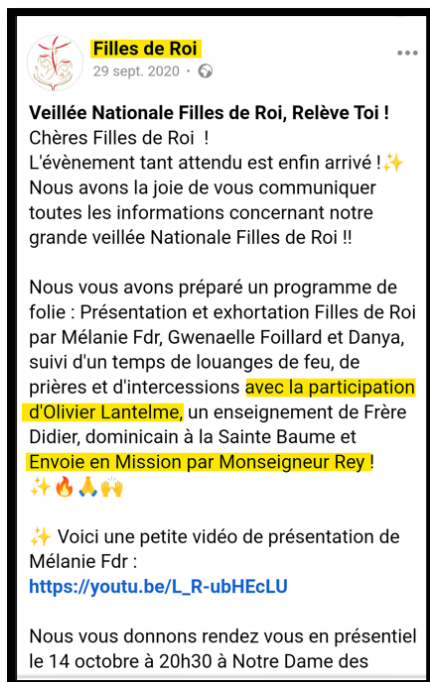 Filles de Roi
29 sept. 2020 ·
Veillée Nationale Filles de Roi, Relève Toi !
Chères Filles de Roi !
L'évènement tant attendu est enfin arrivé !✨
Nous avons la joie de vous communiquer
toutes les informations concernant notre
grande veillée Nationale Filles de Roi !!
Nous vous avons préparé un programme de
folie : Présentation et exhortation Filles de Roi
par Mélanie Fdr, Gwenaelle Foillard et Danya,
suivi d'un temps de louanges de feu, de
prières et d'intercessions avec la participation
d'Olivier Lantelme, un enseignement de Frère
Didier, dominicain à la Sainte Baume et
Envoie en Mission par Monseigneur Rey !
✨🔥🙏🙌
✨ Voici une petite vidéo de présentation de
Mélanie Fdr :
https://youtu.be/L_R-ubHEcLU
Nous vous donnons rendez vous en présentiel
le 14 octobre à 20h30 à Notre Dame des